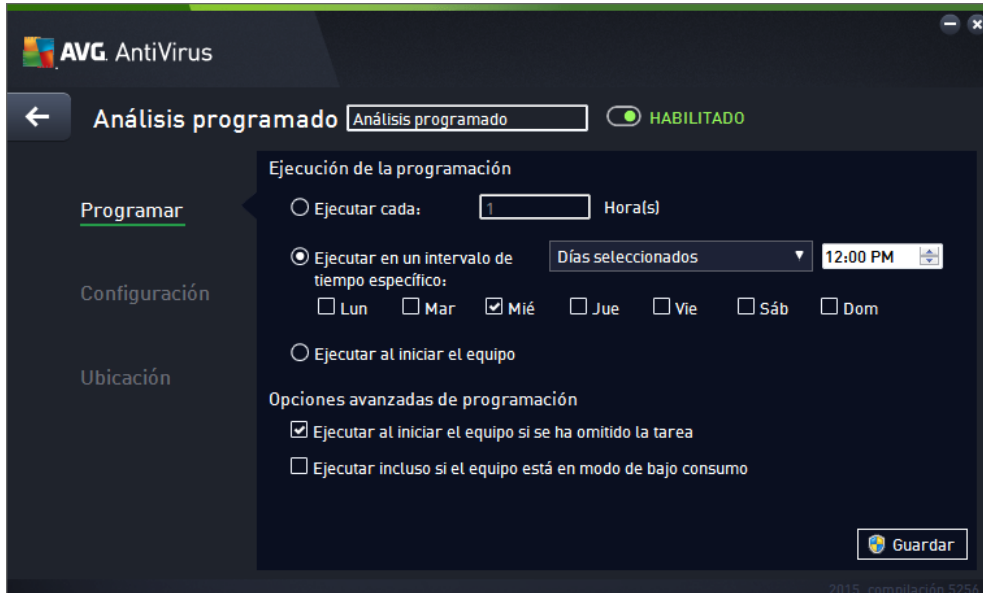 AVG. AntiVirus
Análisis programado Análisis programado HABILITADO
Programar
Configuración
Ubicación
Ejecución de la programación
Ejecutar cada: 1 Hora(s)
Ejecutar en un intervalo de tiempo específico: Días seleccionados 12:00 PM
Lun Mar Mié Jue Vie Sáb Dom
Ejecutar al iniciar el equipo
Opciones avanzadas de programación
Ejecutar al iniciar el equipo si se ha omitido la tarea
Ejecutar incluso si el equipo está en modo de bajo consumo
Guardar
2015, compilación 5256